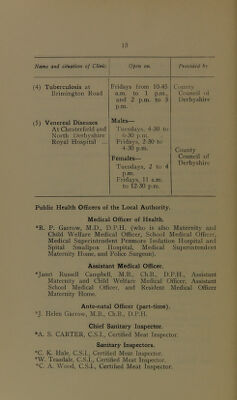 13
Name and situation of Clinic. Open on. Provided by
(4) Tuberculosis at
Brimington Road
Fridays from 10-45
a.m. to 1 p.m.,
and 2 p.m. to 5
p.m.
County
Council of
Derbyshire
(5) Venereal Diseases
At Chesterfield and
North Derbyshire
Royal Hospital ...
Males—
Tuesdays, 4-30 to
6-30 p.m.
Fridays, 2-30 to
4-30 p.m.
Females—
Tuesdays, 2 to 4
p.m.
Fridays, 11 a.m.
to 12-30 p.m.
County
Council of
Derbyshire
Public Health Officers of the Local Authority.
Medical Officer of Health.
*R. P. Garrow, M.D., D.P.H. (who is also Maternity and
Child Welfare Medical Officer, School Medical Officer,
Medical Superintendent Penmore Isolation Hospital and
Spital Smallpox Hospital, Medical Superintendent
Maternity Home, and Police Surgeon).
Assistant Medical Officer.
*Janet Russell Campbell, M.B., Ch.B., D.P.H., Assistant
Maternity and Child Welfare Medical Officer, Assistant
School Medical Officer, and Resident Medical Officer
Maternity Home.
Ante-natal Officer (part-time).
*J. Helen Garrow, M.B., Ch.B., D.P.H.
Chief Sanitary Inspector.
*A. S. CARTER, C.S.I., Certified Meat Inspector.
Sanitary Inspectors.
*C. K. Hale, C.S.I., Certified Meat Inspector.
*W. Teasdale, C.S.I., Certified Meat Inspector.
*C. A. Wood, C.S.I., Certified Meat Inspector.